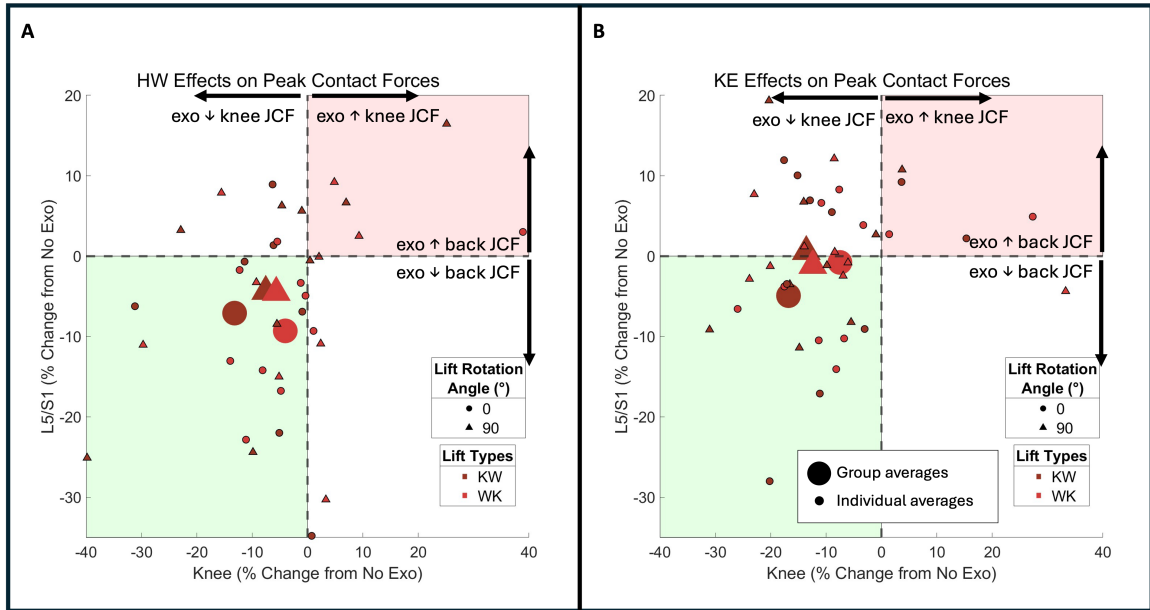 A
HW Effects on Peak Contact Forces
exo ↓ knee JCF
exo ↑ knee JCF
exo ↑ back JCF
exo ↓ back JCF
20
10
0
-10
-20
-30
L5/S1 (% Change from No Exo)
-40
-30
-20
-10
0
10
20
30
40
Knee (% Change from No Exo)
Lift Rotation
Angle (°)
0
90
Lift Types
KW
WK
B
KE Effects on Peak Contact Forces
exo ↓ knee JCF
exo ↑ knee JCF
exo ↑ back JCF
exo ↓ back JCF
20
10
0
-10
-20
-30
L5/S1 (% Change from No Exo)
-40
-30
-20
-10
0
10
20
30
40
Knee (% Change from No Exo)
Lift Rotation
Angle (°)
0
90
Lift Types
KW
WK
Group averages
Individual averages